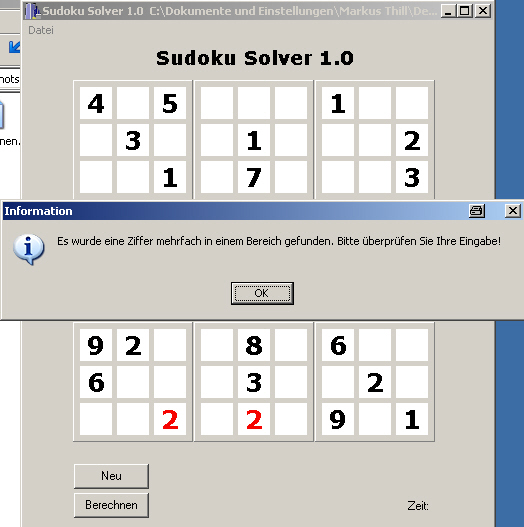 Sudoku Solver 1.0 C:\Dokumente und Einstellungen\Markus Thill\De...
Datei
Sudoku Solver 1.0
nots
4 5 1
nen.
3 1 2
1 7 3
Information
Es wurde eine Ziffer mehrfach in einem Bereich gefunden. Bitte überprüfen Sie Ihre Eingabe!
OK
9 2 8 6
6 3 2
2 2 9 1
Neu
Berechnen
Zeit: